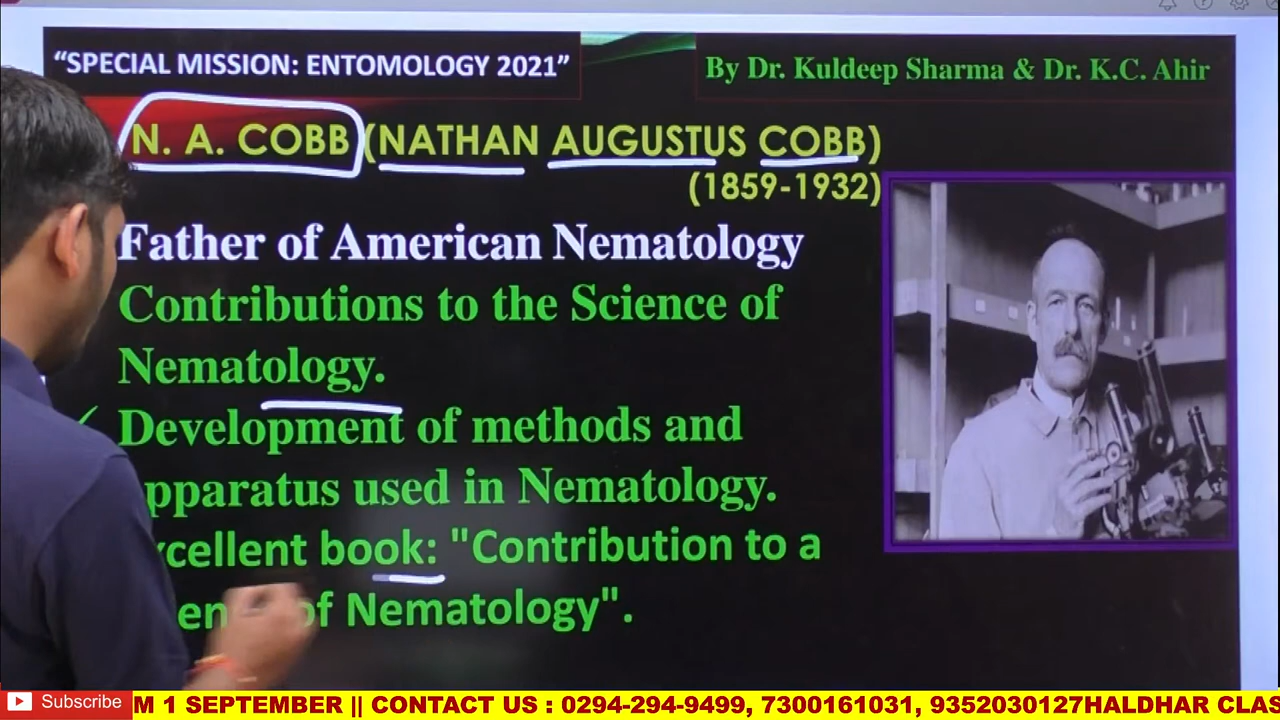 “SPECIAL MISSION: ENTOMOLOGY 2021”
By Dr. Kuldeep Sharma & Dr. K.C. Ahir
N. A. COBB (NATHAN AUGUSTUS COBB)
(1859-1932)
Father of American Nematology
Contributions to the Science of
Nematology.
✓ Development of methods and
pparatus used in Nematology.
xcellent book: "Contribution to a
en of Nematology".
Subscribe
M 1 SEPTEMBER || CONTACT US : 0294-294-9499, 7300161031, 9352030127HALDHAR CLAS